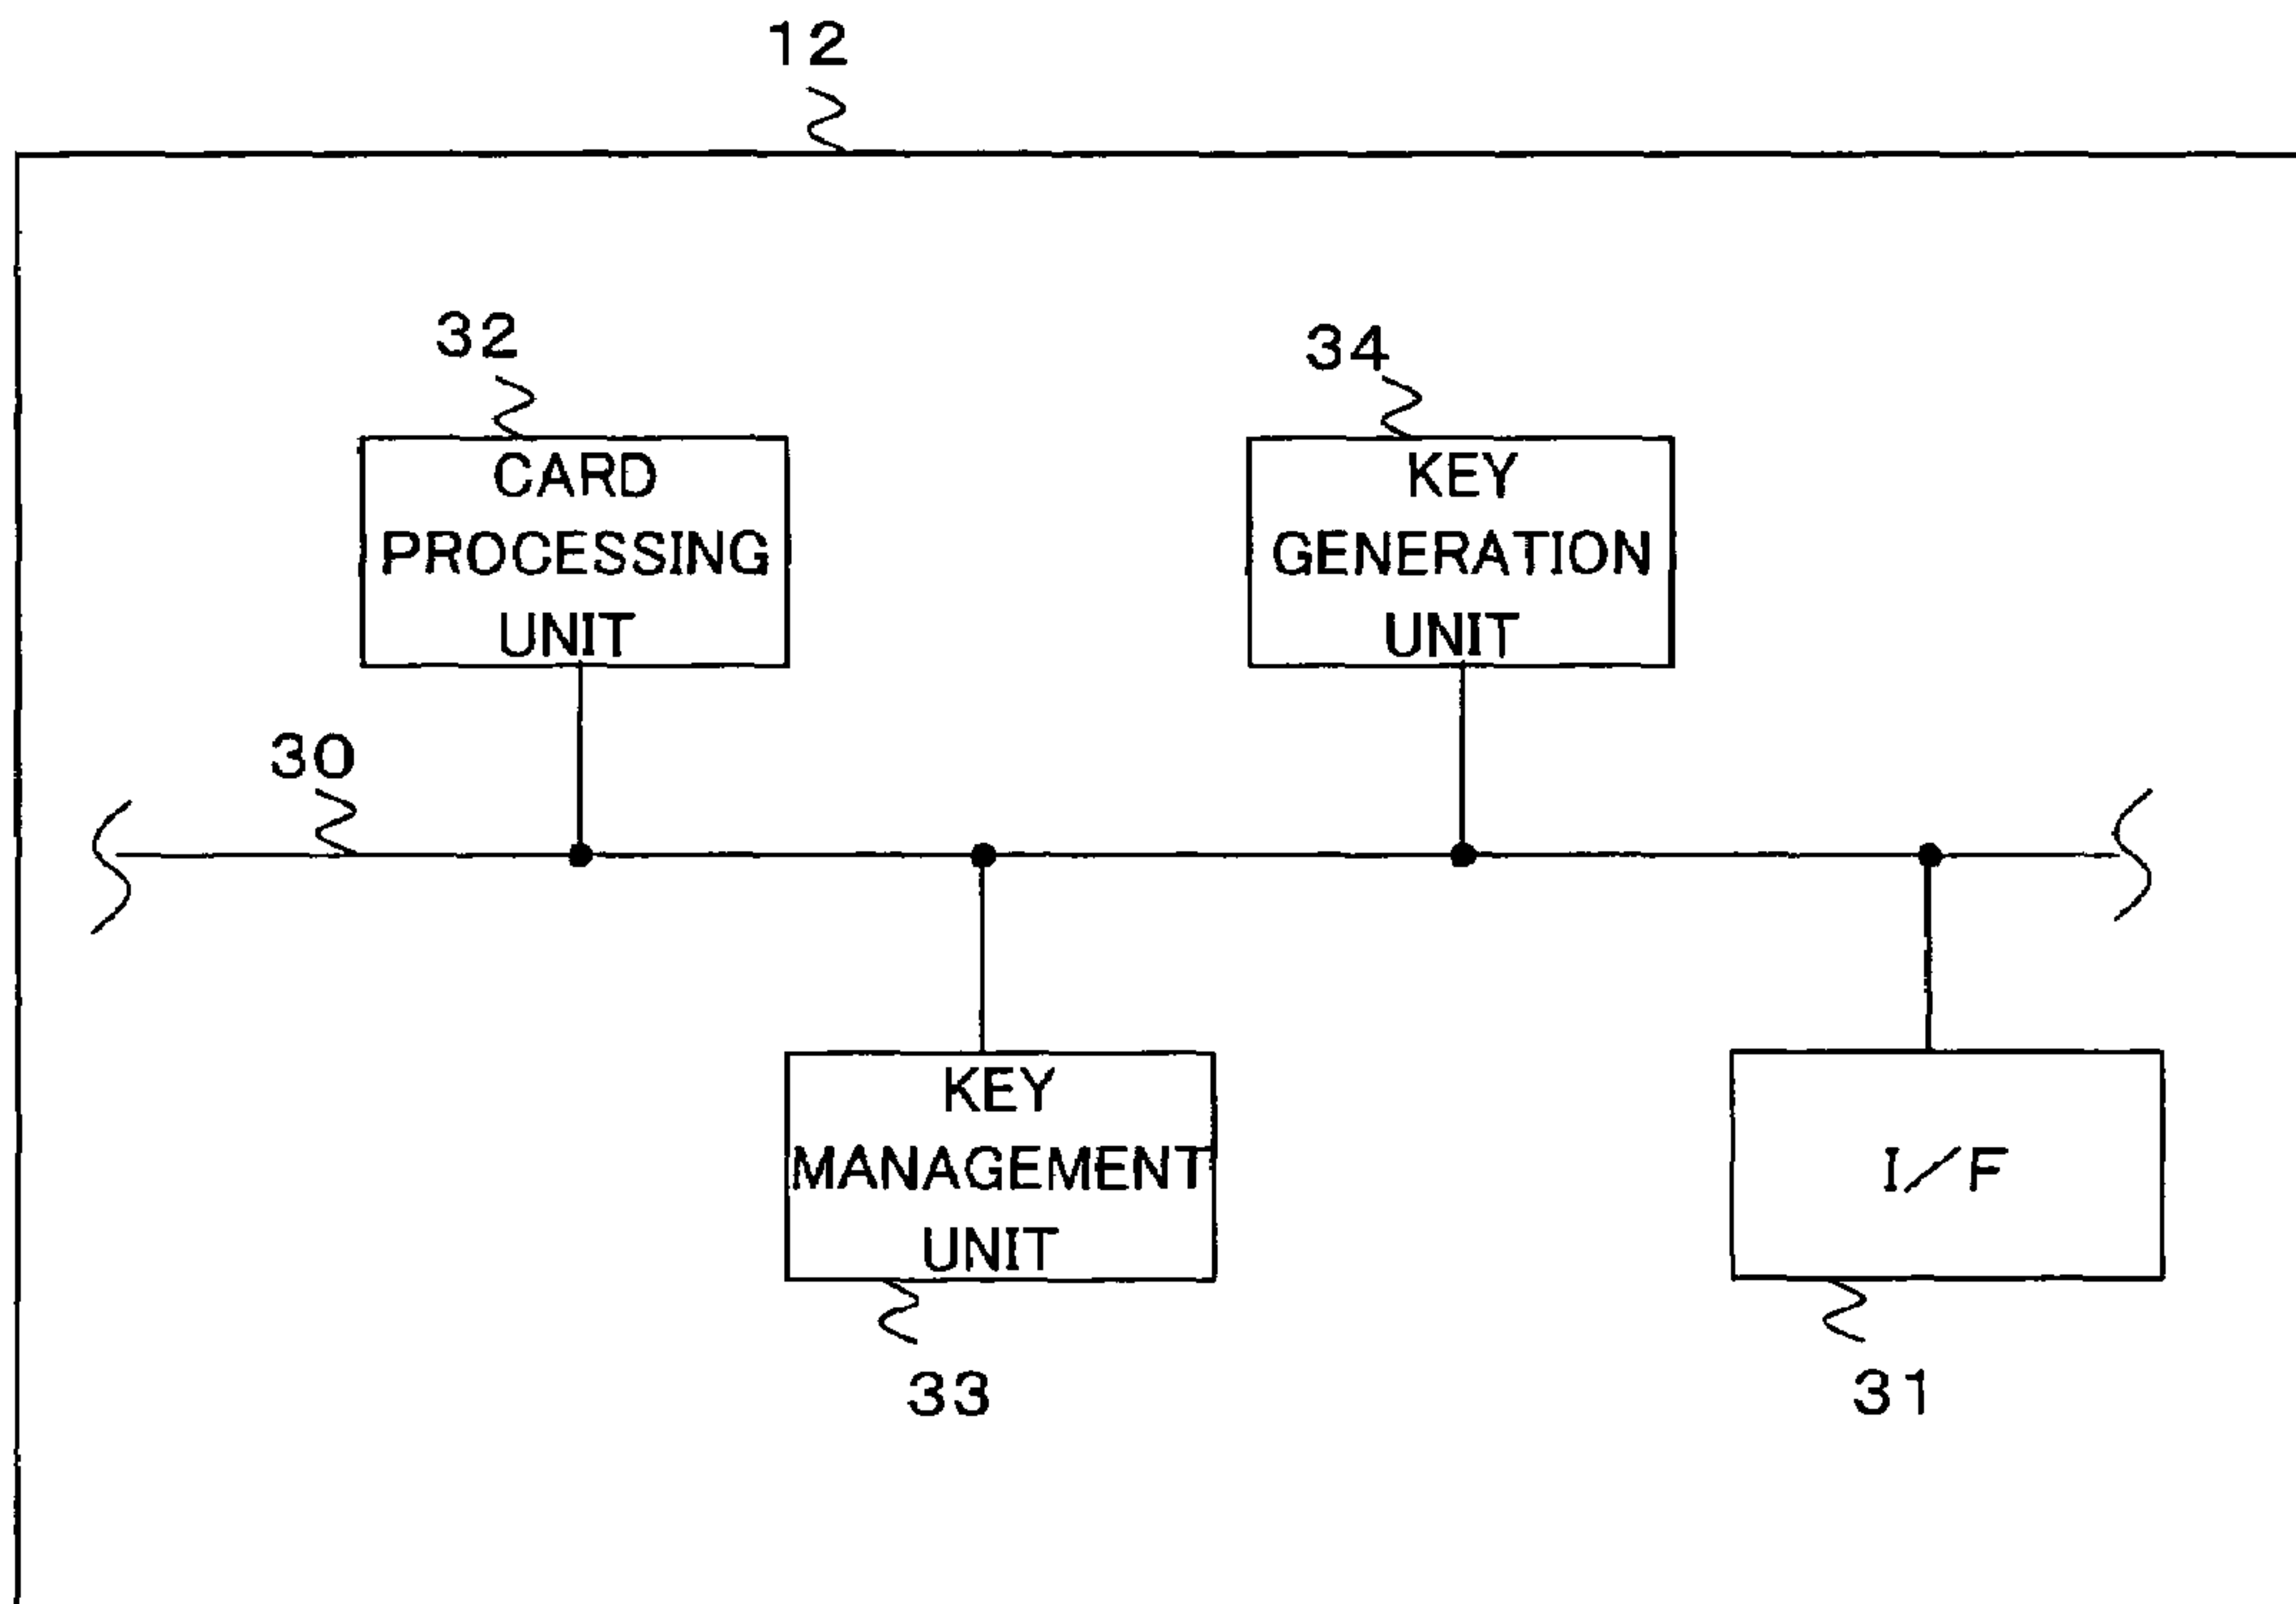 12
32
CARD
PROCESSING
UNIT
34
KEY
GENERATION
UNIT
30
KEY
MANAGEMENT
UNIT
33
I/F
31